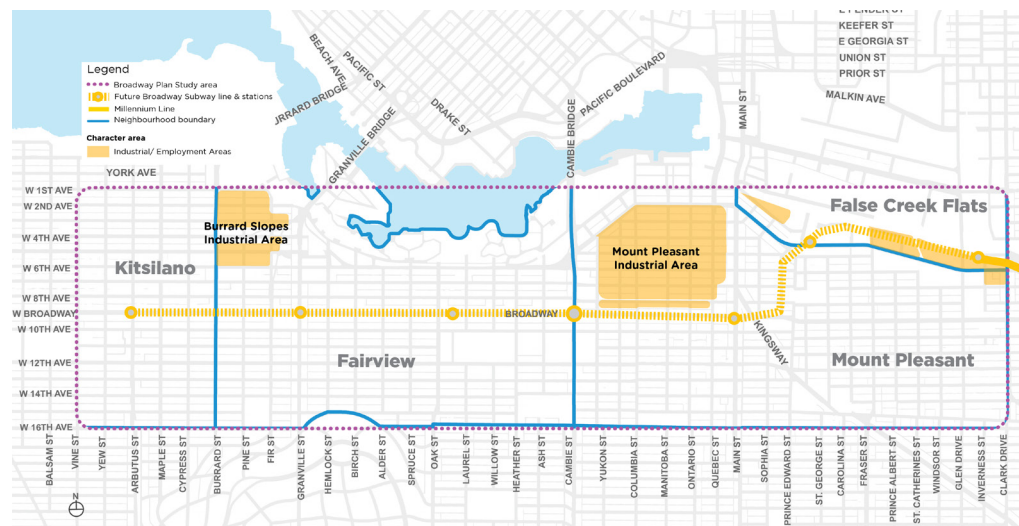 E PENDER ST
KEEFER ST
E GEORGIA ST
UNION ST
PRIOR ST
MALKIN AVE
MAIN ST
BEACH AVE
PACIFIC ST
DRAKE ST
PACIFIC BOULEVARD
CAMBIE BRIDGE
GRANVILLE BRIDGE
URRARD BRIDGE
Legend
Broadway Plan Study area
Future Broadway Subway line & stations
Millennium Line
Neighbourhood boundary
Character area
Industrial/ Employment Areas
YORK AVE
W 1ST AVE
W 2ND AVE
W 4TH AVE
W 6TH AVE
W 8TH AVE
W BROADWAY
W 10TH AVE
W 12TH AVE
W 14TH AVE
W 16TH AVE
Burrard Slopes
Industrial Area
Kitsilano
Fairview
Mount Pleasant
Industrial Area
False Creek Flats
Mount Pleasant
BROADWAY
KINGSWAY
BALSAM ST
VINE ST
YEW ST
ARBUTUS ST
MAPLE ST
CYPRESS ST
BURRARD ST
PINE ST
FIR ST
GRANVILLE ST
HEMLOCK ST
BIRCH ST
ALDER ST
SPRUCE ST
OAK ST
LAUREL ST
WILLOW ST
HEATHER ST
ASH ST
CAMBIE ST
YUKON ST
COLUMBIA ST
MANITOBA ST
ONTARIO ST
QUEBEC ST
MAIN ST
SOPHIA ST
PRINCE EDWARD ST
ST. GEORGE ST
CAROLINA ST
FRASER ST
PRINCE ALBERT ST
ST. CATHERINES ST
WINDSOR ST
GLEN DRIVE
INVERNESS ST
CLARK DRIVE
N